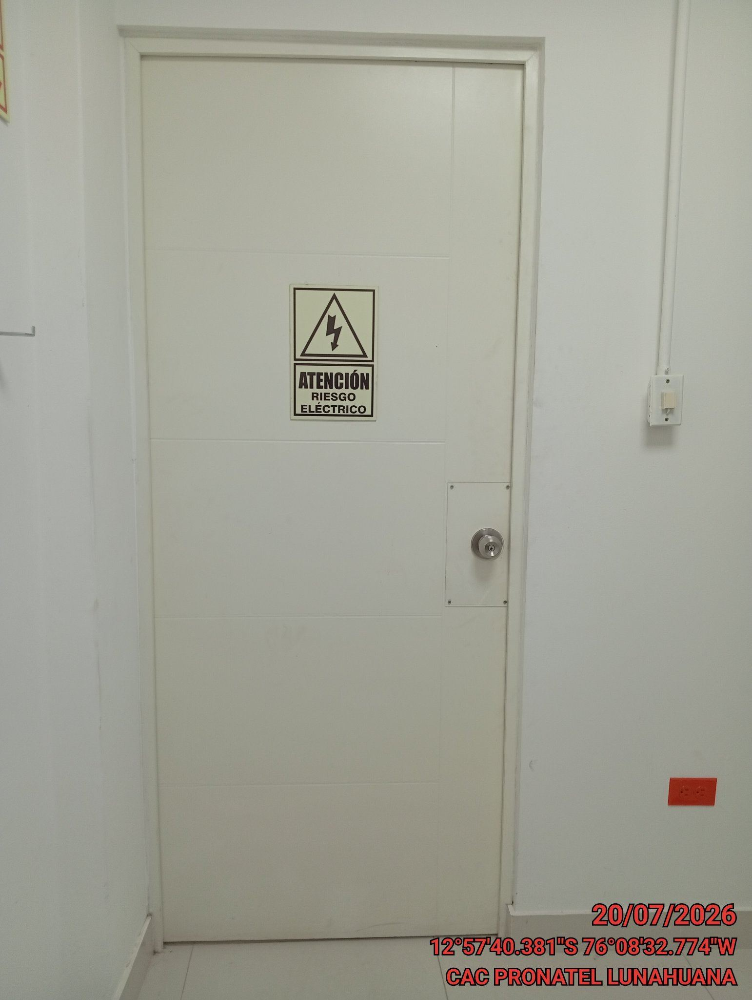 ATENCIÓN
RIESGO
ELÉCTRICO
20/07/2026
12°57'40.381"S 76°08'32.774"W
CAC PRONATEL LUNAHUANA